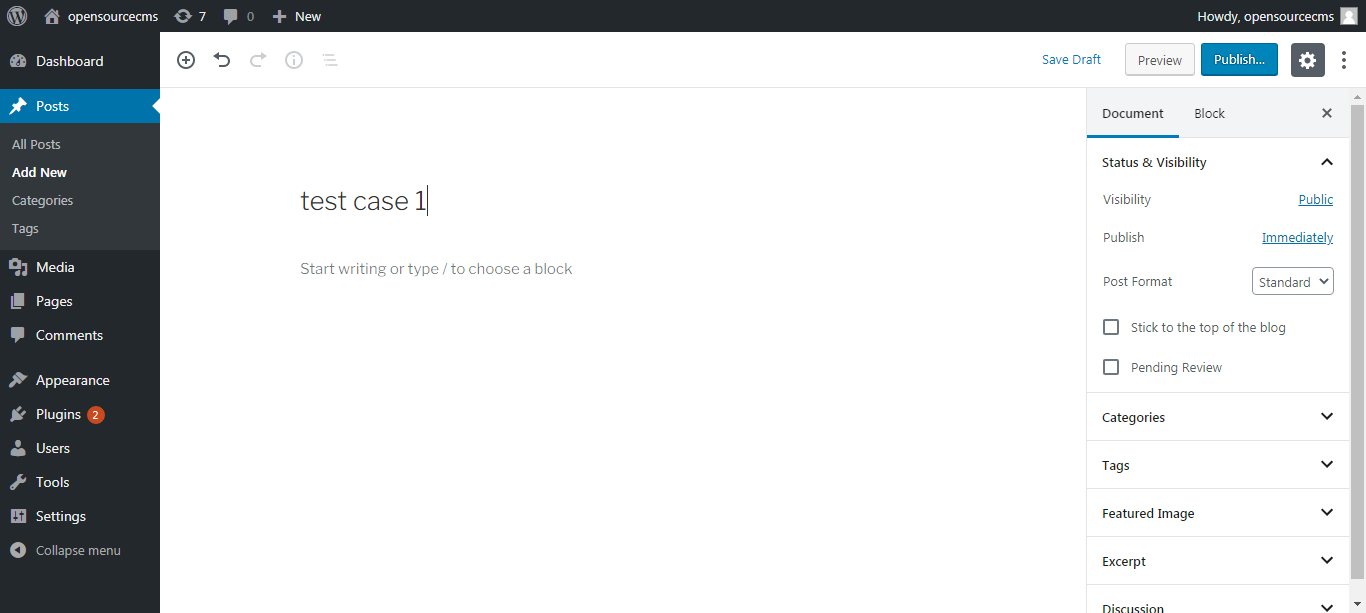 opensourcecms 7 0 New Howdy, opensourcecms
Dashboard
Posts
All Posts
Add New
Categories
Tags
Media
Pages
Comments
Appearance
Plugins 2
Users
Tools
Settings
Collapse menu
Save Draft Preview Publish...
test case 1
Start writing or type / to choose a block
Document Block
Status & Visibility
Visibility Public
Publish Immediately
Post Format Standard
Stick to the top of the blog
Pending Review
Categories
Tags
Featured Image
Excerpt
Discussion